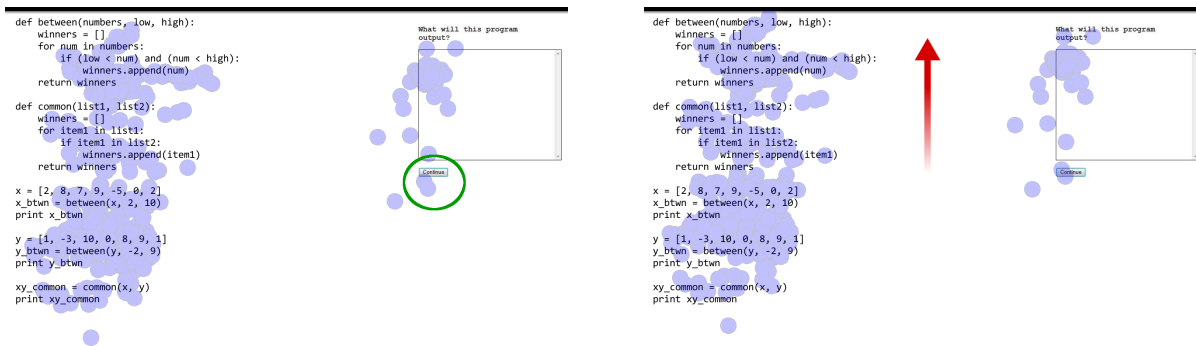 def between(numbers, low, high):
    winners = []
    for num in numbers:
        if (low < num) and (num < high):
            winners.append(num)
    return winners
def common(list1, list2):
    winners = []
    for item1 in list1:
        if item1 in list2:
            winners.append(item1)
    return winners
x = [2, 8, 7, 9, -5, 0, 2]
x_btwn = between(x, 2, 10)
print x_btwn
y = [1, -3, 10, 0, 8, 9, 1]
y_btwn = between(y, -2, 9)
print y_btwn
xy_common = common(x, y)
print xy_common
What will this program
output?
Continue
def between(numbers, low, high):
    winners = []
    for num in numbers:
        if (low < num) and (num < high):
            winners.append(num)
    return winners
def common(list1, list2):
    winners = []
    for item1 in list1:
        if item1 in list2:
            winners.append(item1)
    return winners
x = [2, 8, 7, 9, -5, 0, 2]
x_btwn = between(x, 2, 10)
print x_btwn
y = [1, -3, 10, 0, 8, 9, 1]
y_btwn = between(y, -2, 9)
print y_btwn
xy_common = common(x, y)
print xy_common
What will this program
output?
Continue